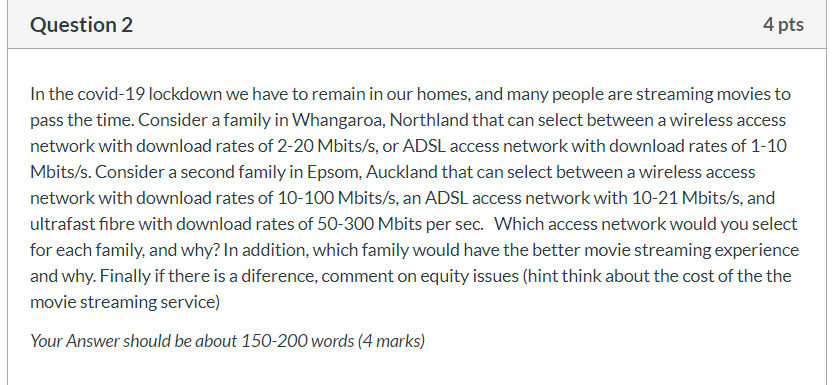 Question 2
4 pts
In the covid-19 lockdown we have to remain in our homes, and many people are streaming movies to
pass the time. Consider a family in Whangaroa, Northland that can select between a wireless access
network with download rates of 2-20 Mbits/s, or ADSL access network with download rates of 1-10
Mbits/s. Consider a second family in Epsom, Auckland that can select between a wireless access
network with download rates of 10-100 Mbits/s, an ADSL access network with 10-21 Mbits/s, and
ultrafast fibre with download rates of 50-300 Mbits per sec. Which access network would you select
for each family, and why? In addition, which family would have the better movie streaming experience
and why. Finally if there is a diference, comment on equity issues (hint think about the cost of the the
movie streaming service)
Your Answer should be about 150-200 words (4 marks)